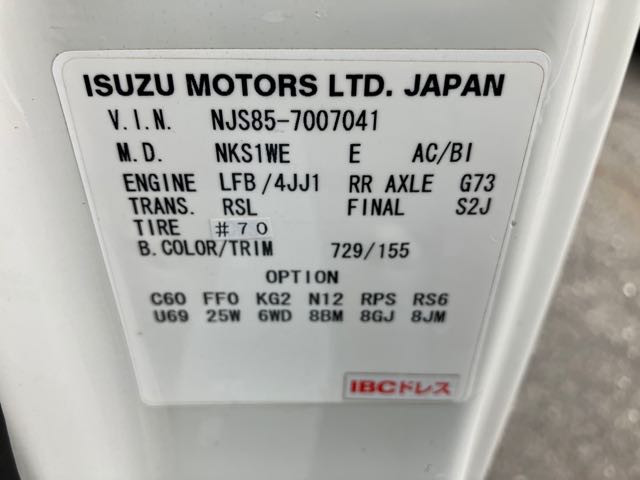 ISUZU MOTORS LTD. JAPAN
V.I.N. NJS85-7007041
M.D. NKS1WE E AC/BI
ENGINE LFB/4JJ1 RR AXLE G73
TRANS. RSL FINAL S2J
TIRE #70
B.COLOR/TRIM 729/155
OPTION
C60 FF0 KG2 N12 RPS RS6
U69 25W 6WD 8BM 8GJ 8JM
IBCドレス